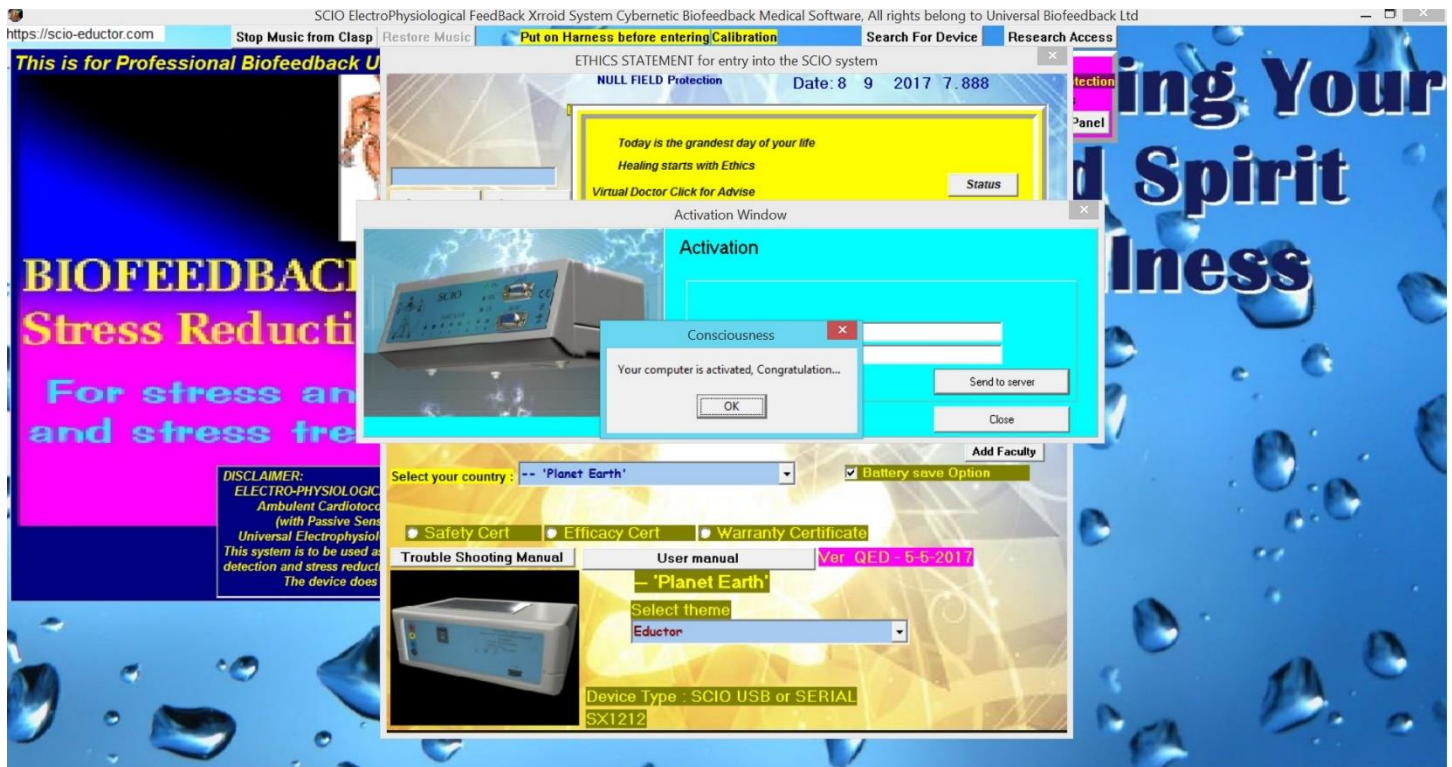 SCIO ElectroPhysiological FeedBack Xrroid System Cybernetic Biofeedback Medical Software, All rights belong to Universal Biofeedback Ltd
https://scio-eductor.com
Stop Music from Clasp
Restore Music
Put on Harness before entering Calibration
Search For Device
Research Access
This is for Professional Biofeedback U
ETHICS STATEMENT for entry into the SCIO system
NULL FIELD Protection
Date: 8 9 2017 7.888
tection
Panel
ing Your
d Spirit
lness
Today is the grandest day of your life
Healing starts with Ethics
Virtual Doctor Click for Advise
Status
Activation Window
Activation
SCIO
Consciousness
Your computer is activated, Congratulation...
OK
Send to server
Close
BIOFEEDBAC
Stress Reducti
For stress an
and stress tre
DISCLAIMER:
ELECTRO-PHYSIOLOGIC
Ambulent Cardiotoco
(with Passive Sens
Universal Electrophysiol
This system is to be used a
detection and stress reducti
The device does
Add Faculty
Select your country :
-- 'Planet Earth'
Battery save Option
Safety Cert
Efficacy Cert
Warranty Certificate
Trouble Shooting Manual
User manual
Ver QED - 5-5-2017
-- 'Planet Earth'
Select theme
Eductor
Device Type : SCIO USB or SERIAL
SX1212